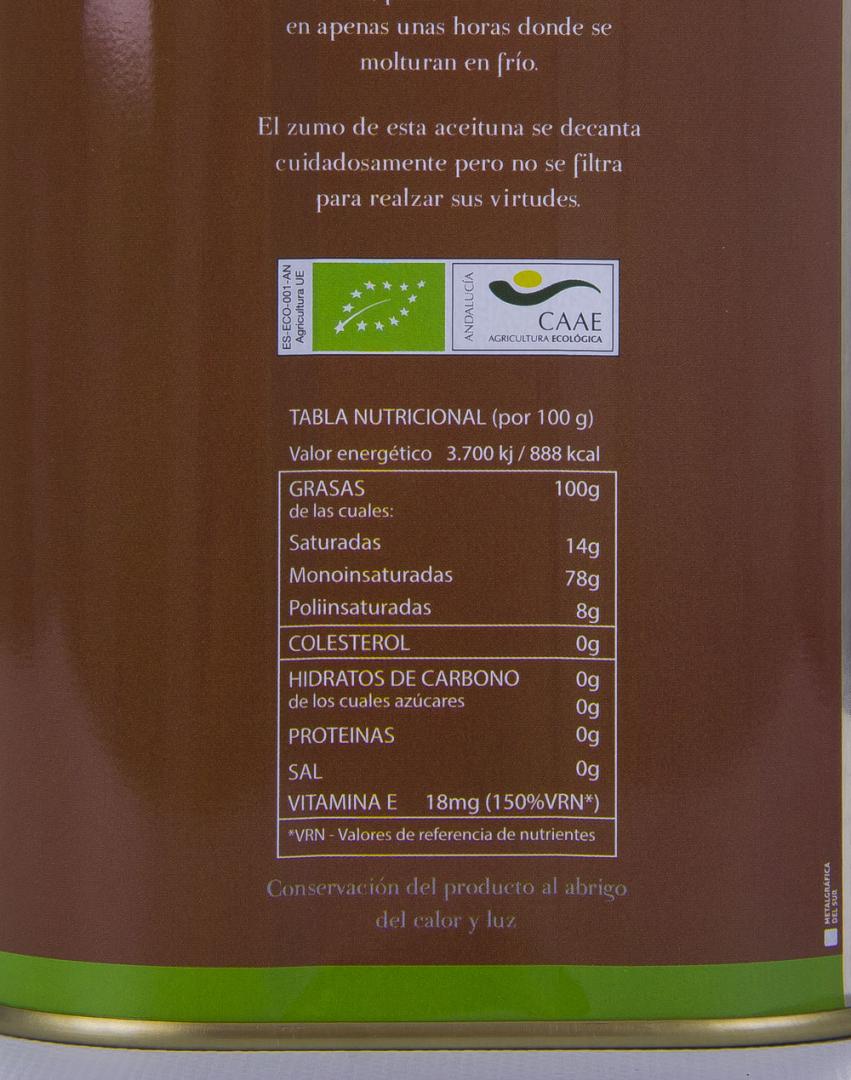 en apenas unas horas donde se
molturan en frío.
El zumo de esta aceituna se decanta
cuidadosamente pero no se filtra
para realzar sus virtudes.
ES-ECO-001-AN
Agricultura UE
ANDALUCÍA
CAAE
AGRICULTURA ECOLÓGICA
TABLA NUTRICIONAL (por 100 g)
Valor energético 3.700 kj / 888 kcal
GRASAS 100g
de las cuales:
Saturadas 14g
Monoinsaturadas 78g
Poliinsaturadas 8g
COLESTEROL 0g
HIDRATOS DE CARBONO 0g
de los cuales azúcares 0g
PROTEINAS 0g
SAL 0g
VITAMINA E 18mg (150%VRN*)
*VRN - Valores de referencia de nutrientes
Conservación del producto al abrigo
del calor y luz
METALGRÁFICA
DEL SUR